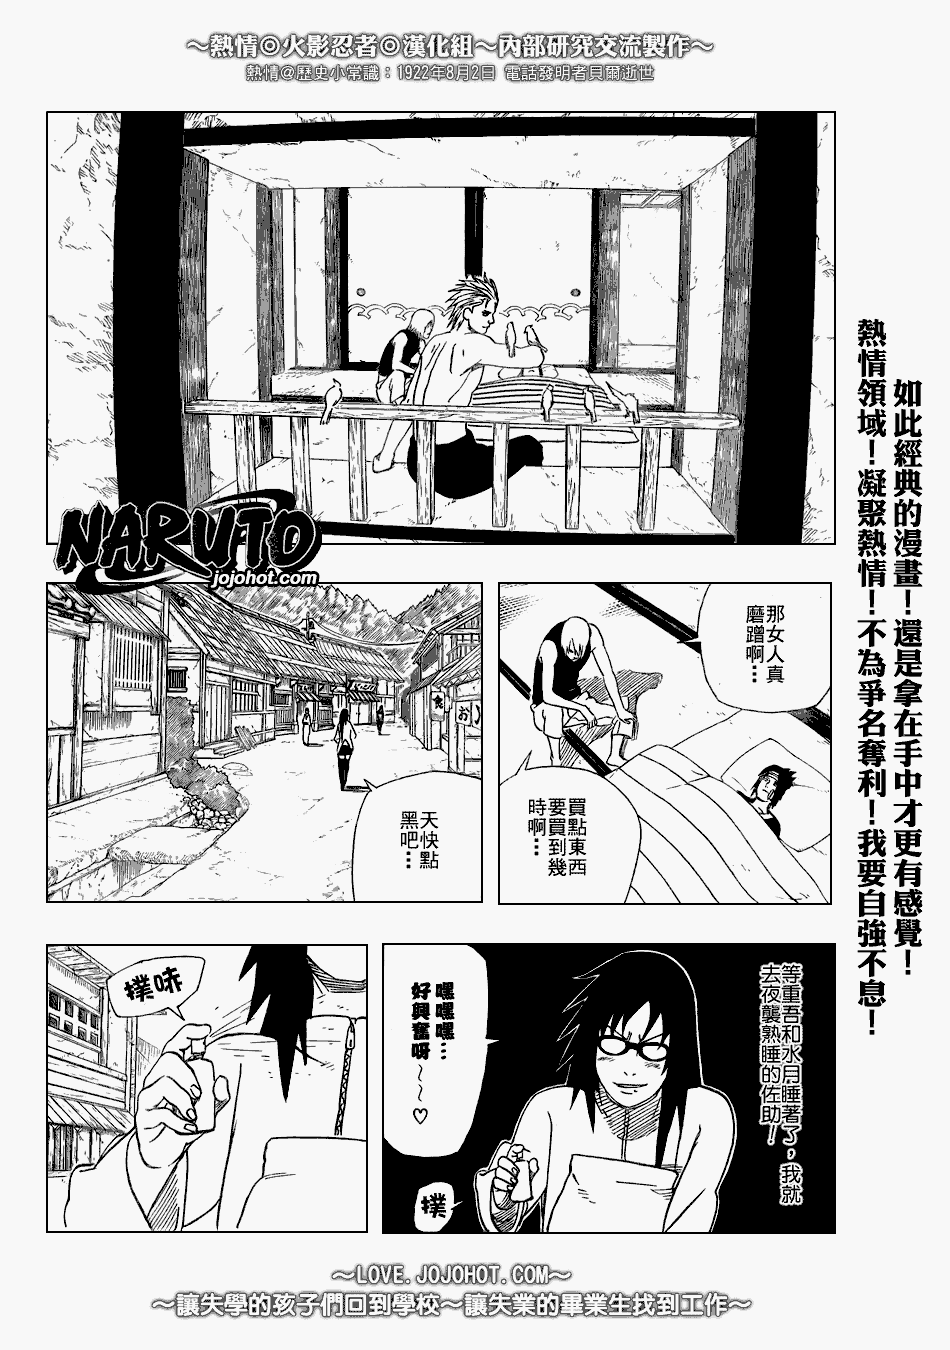 ～熱情◎火影忍者◎漢化組～內部研究交流製作～
熱情@歷史小常識：1922年8月2日 電話發明者貝爾逝世
如此經典的漫畫！還是拿在手中才更有感覺！
熱情領域！凝聚熱情！不為爭名奪利！我要自強不息！
NARUTO
jojohot.com
那女人真
磨蹭啊…
買點東西
要買到幾
時啊…
食
お
天快點
黑吧…
等重吾和水月睡著了，我就
去夜襲熟睡的佐助！
嘿嘿嘿…
好興奮呀～～♡
撲
撲哧
～LOVE.JOJOHOT.COM～
～讓失學的孩子們回到學校～讓失業的畢業生找到工作～